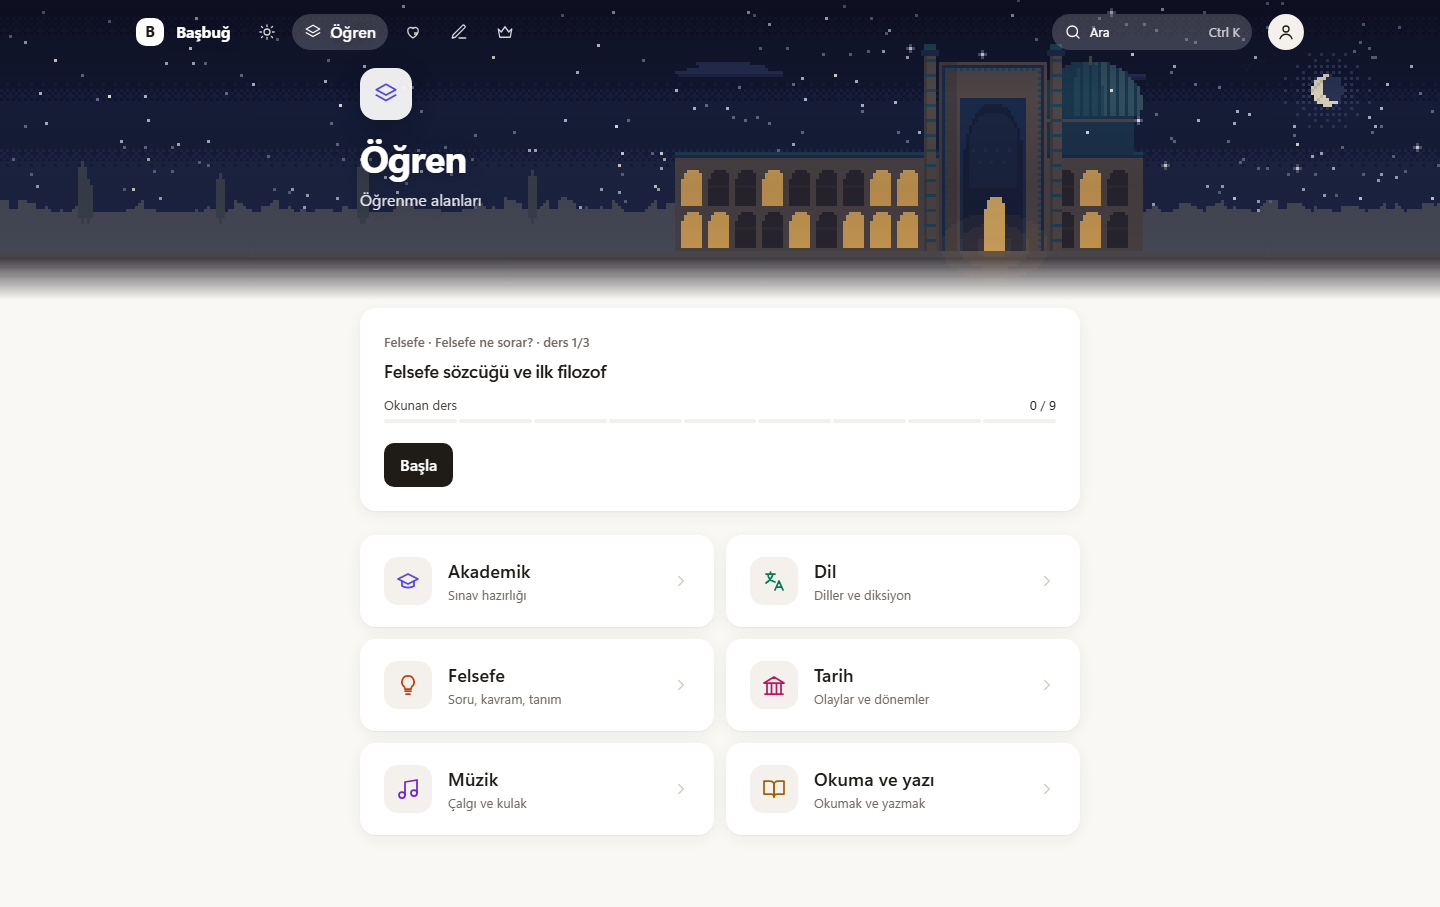 B Başbuğ Öğren Ara Ctrl K
Öğren
Öğrenme alanları
Felsefe · Felsefe ne sorar? · ders 1/3
Felsefe sözcüğü ve ilk filozof
Okunan ders 0 / 9
Başla
Akademik
Sınav hazırlığı
Dil
Diller ve diksiyon
Felsefe
Soru, kavram, tanım
Tarih
Olaylar ve dönemler
Müzik
Çalgı ve kulak
Okuma ve yazı
Okumak ve yazmak